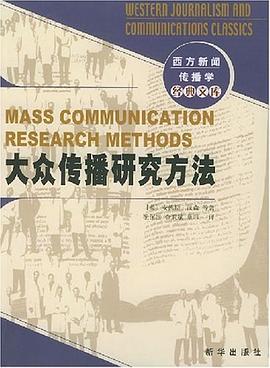 WESTERN JOURNALISM AND
COMMUNICATIONS CLASSICS
西方新闻
传播学
经典文库
MASS COMMUNICATION
RESEARCH METHODS
大众传播研究方法
新华出版社